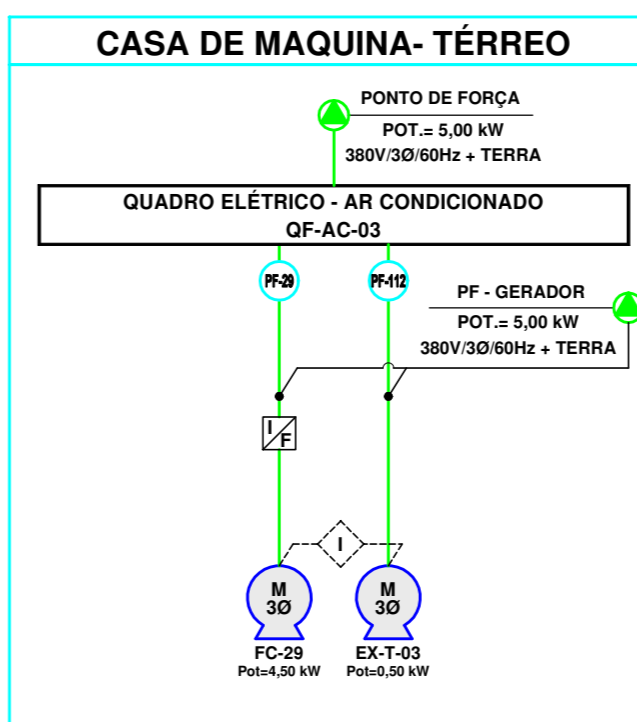 CASA DE MAQUINA- TÉRREO
PONTO DE FORÇA
POT.= 5,00 kW
380V/3Ø/60Hz + TERRA
QUADRO ELÉTRICO - AR CONDICIONADO
QF-AC-03
PF-29
PF-112
PF - GERADOR
POT.= 5,00 kW
380V/3Ø/60Hz + TERRA
I/F
I
M
3Ø
M
3Ø
FC-29
Pot=4,50 kW
EX-T-03
Pot=0,50 kW